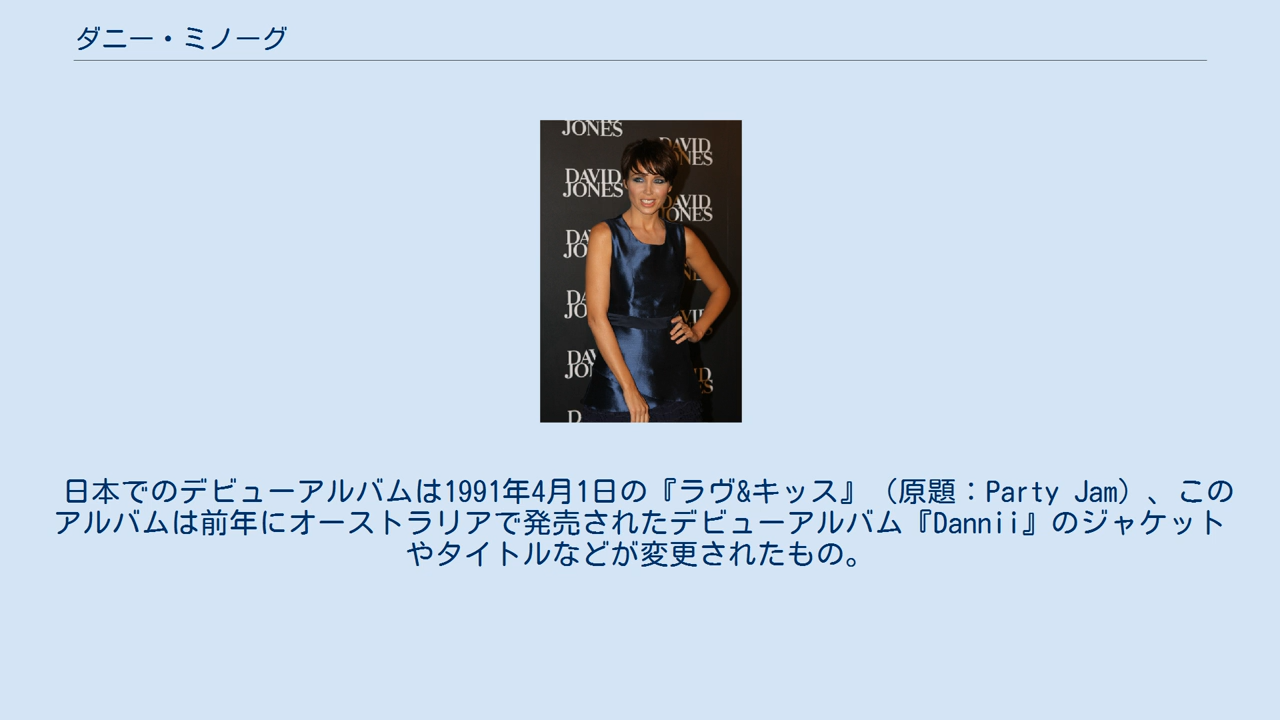 ダニー・ミノーグ
JONES
DAVID
JONES
DAVID
JONES
DAVID
JONES
日本でのデビューアルバムは1991年4月1日の『ラヴ&キッス』（原題：Party Jam）、この
アルバムは前年にオーストラリアで発売されたデビューアルバム『Dannii』のジャケット
やタイトルなどが変更されたもの。